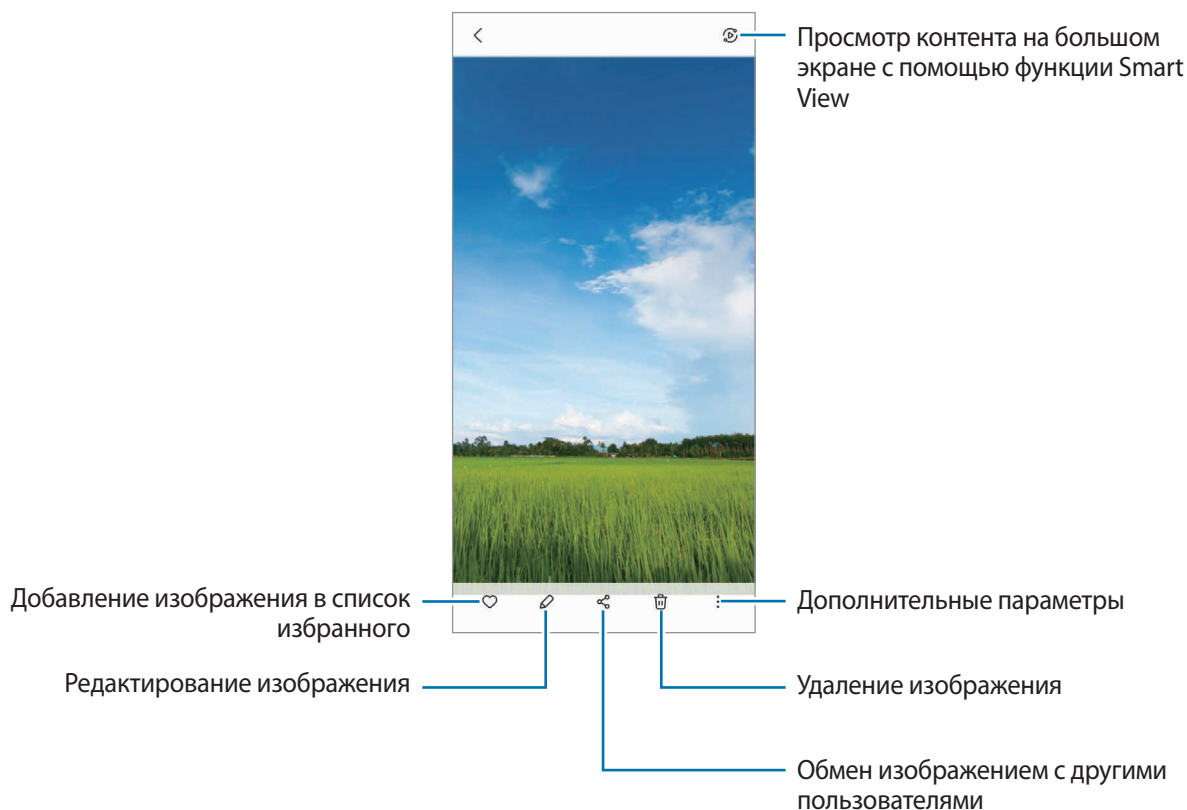 Просмотр контента на большом
экране с помощью функции Smart
View
Добавление изображения в список
избранного
Дополнительные параметры
Редактирование изображения
Удаление изображения
Обмен изображением с другими
пользователями